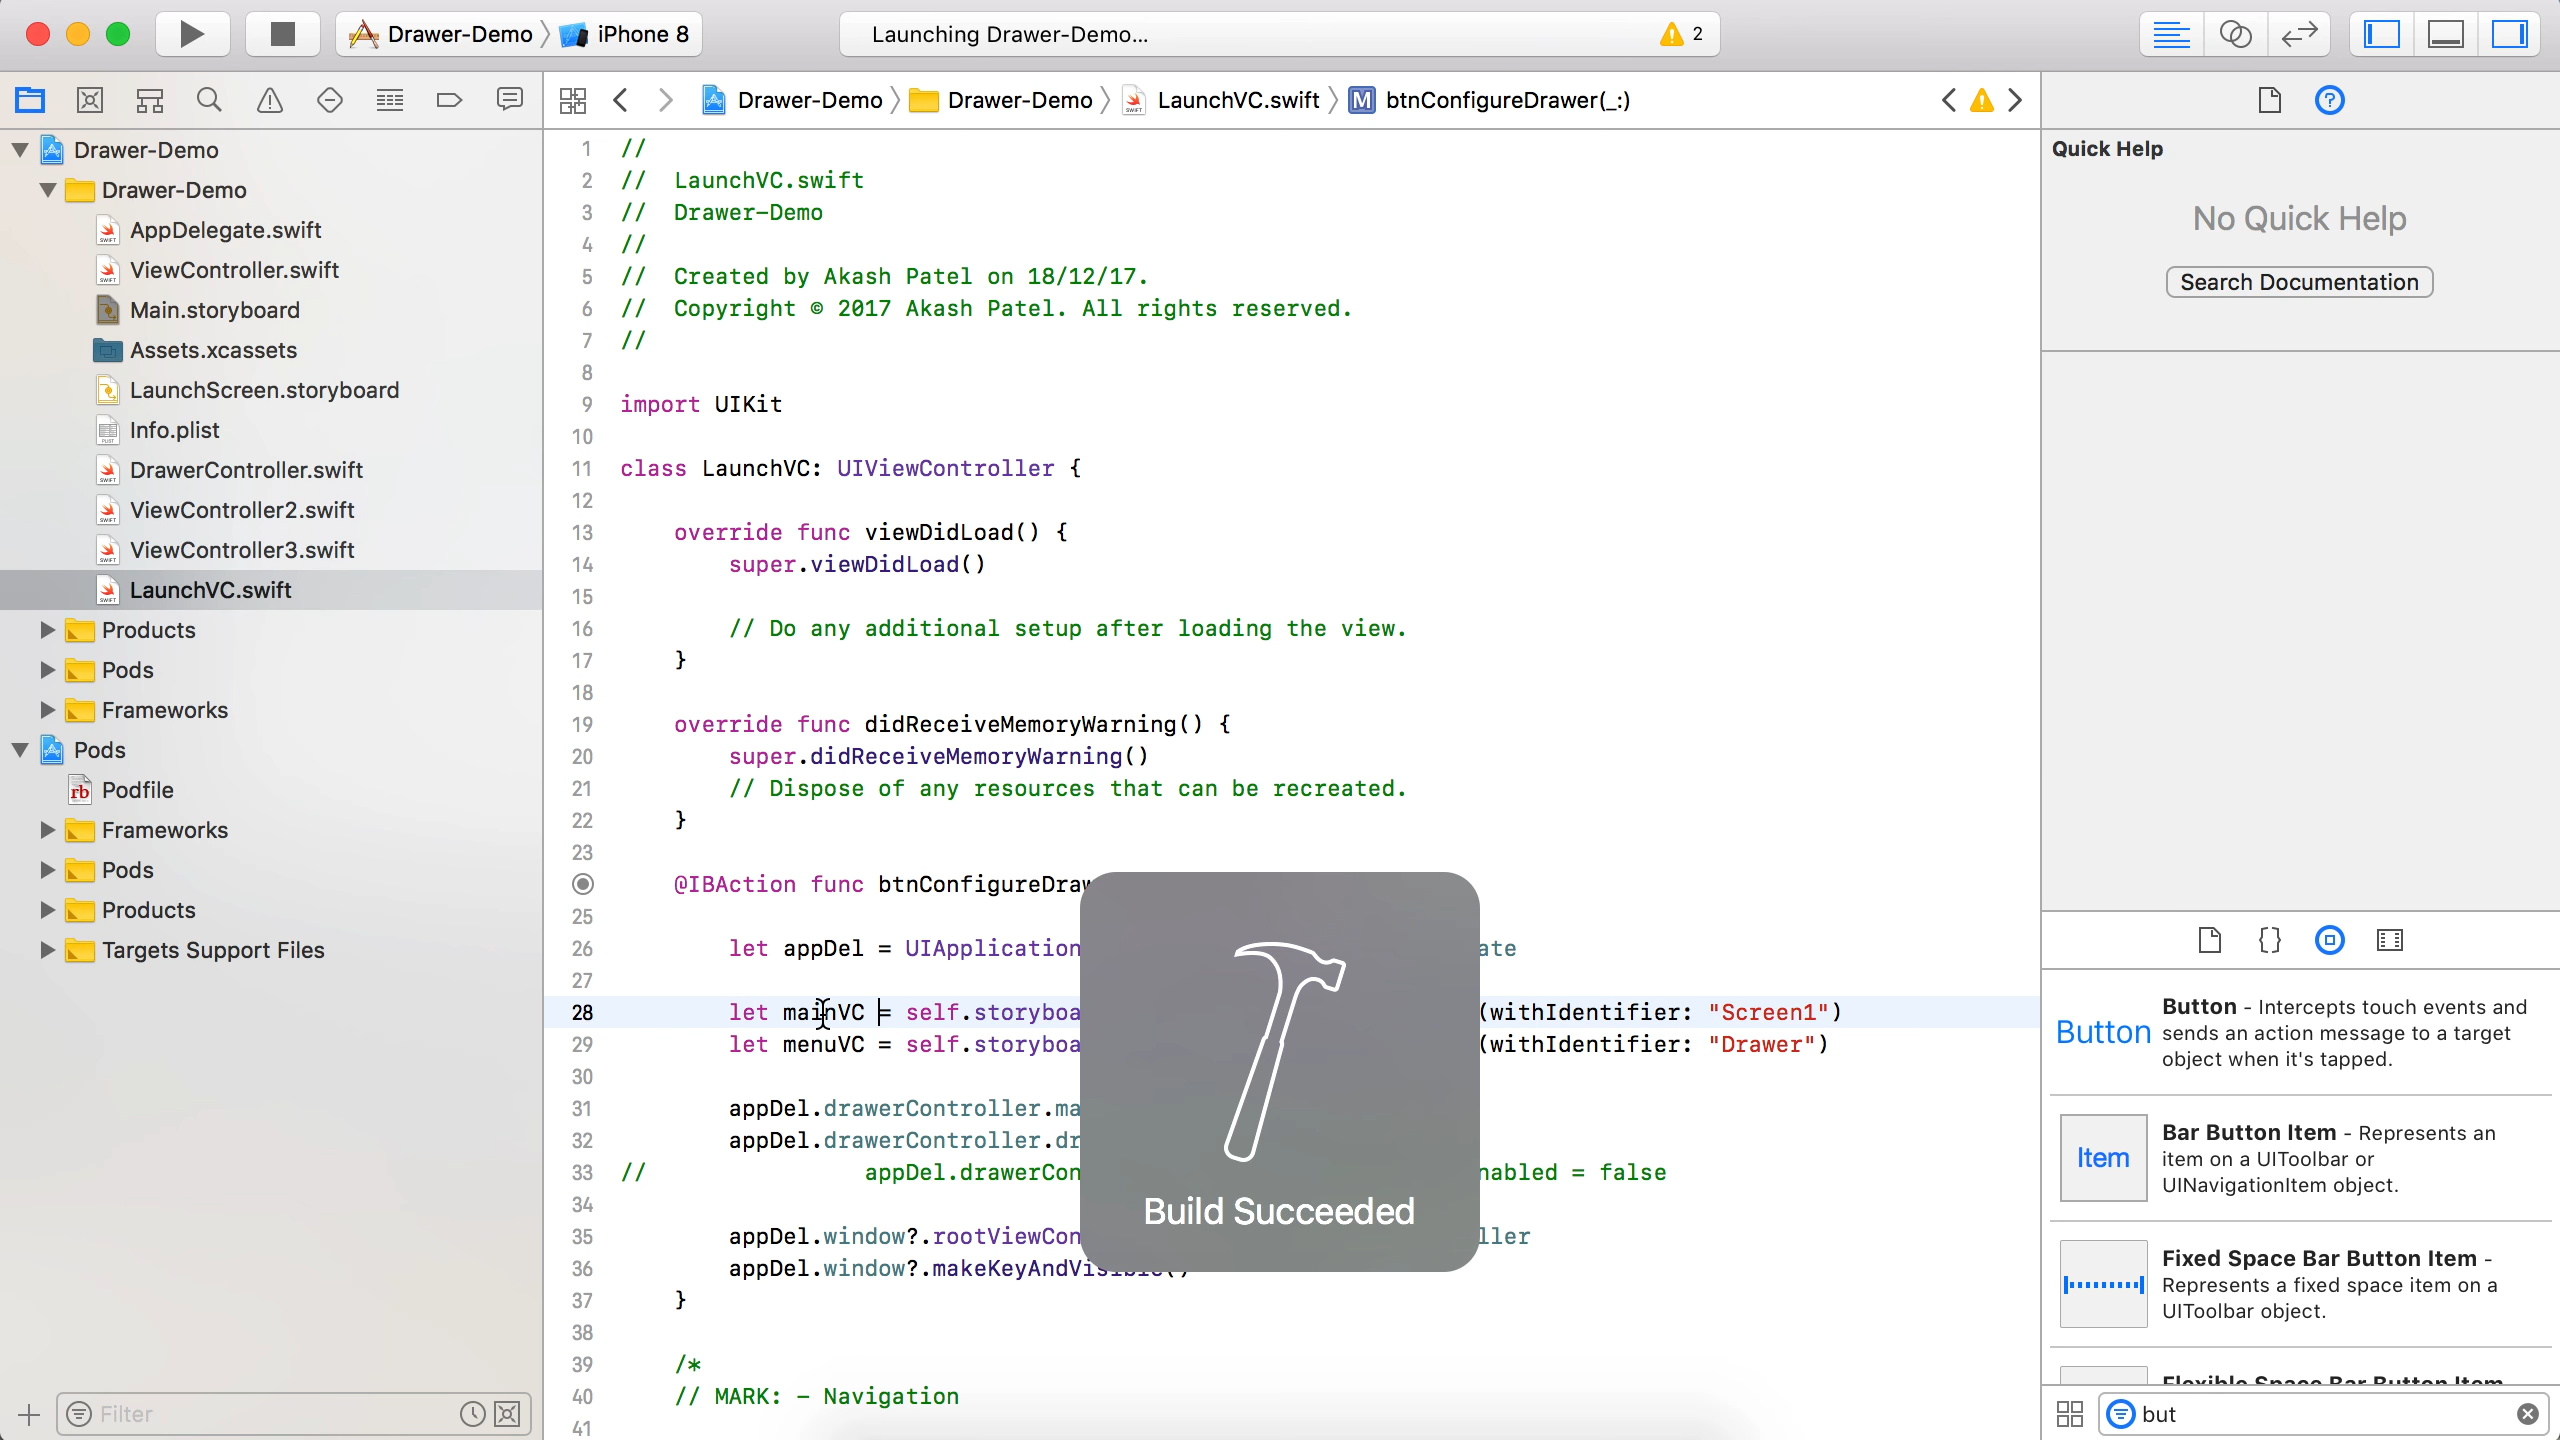 Drawer-Demo
iPhone 8
Launching Drawer-Demo...
2
Drawer-Demo
Drawer-Demo
LaunchVC.swift
M
btnConfigureDrawer(_:)
Drawer-Demo
Drawer-Demo
AppDelegate.swift
ViewController.swift
Main.storyboard
Assets.xcassets
LaunchScreen.storyboard
Info.plist
DrawerController.swift
ViewController2.swift
ViewController3.swift
LaunchVC.swift
Products
Pods
Frameworks
Pods
rb Podfile
Frameworks
Pods
Products
Targets Support Files
Filter
1 //
2 // LaunchVC.swift
3 // Drawer-Demo
4 //
5 // Created by Akash Patel on 18/12/17.
6 // Copyright © 2017 Akash Patel. All rights reserved.
7 //
8
9 import UIKit
10
11 class LaunchVC: UIViewController {
12
13 override func viewDidLoad() {
14 super.viewDidLoad()
15
16 // Do any additional setup after loading the view.
17 }
18
19 override func didReceiveMemoryWarning() {
20 super.didReceiveMemoryWarning()
21 // Dispose of any resources that can be recreated.
22 }
23
@IBAction func btnConfigureDraw
25
26 let appDel = UIApplication ate
27
28 let mainVC = self.storyboa (withIdentifier: "Screen1")
29 let menuVC = self.storyboa (withIdentifier: "Drawer")
30
31 appDel.drawerController.ma
32 appDel.drawerController.dr
33 // appDel.drawerCon nabled = false
34
35 appDel.window?.rootViewCon ller
36 appDel.window?.makeKeyAndVisible()
37 }
38
39 /*
40 // MARK: - Navigation
41
Build Succeeded
Quick Help
No Quick Help
Search Documentation
{}
Button
Button - Intercepts touch events and
sends an action message to a target
object when it's tapped.
Item
Bar Button Item - Represents an
item on a UIToolbar or
UINavigationItem object.
Fixed Space Bar Button Item -
Represents a fixed space item on a
UIToolbar object.
Flexible Space Bar Button Item
but